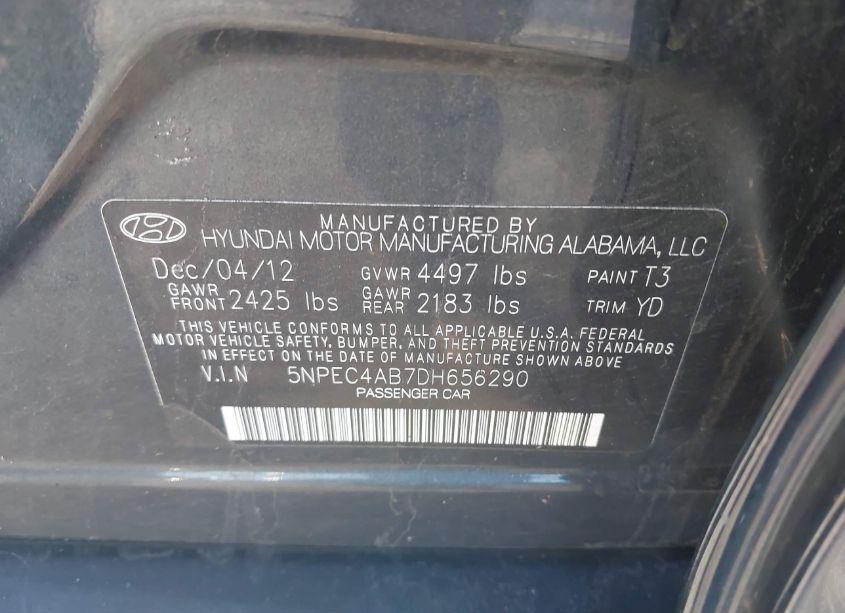 MANUFACTURED BY
HYUNDAI MOTOR MANUFACTURING ALABAMA, LLC
Dec/04/12 GVWR 4497 lbs PAINT T3
GAWR FRONT 2425 lbs GAWR REAR 2183 lbs TRIM YD
THIS VEHICLE CONFORMS TO ALL APPLICABLE U.S.A. FEDERAL
MOTOR VEHICLE SAFETY, BUMPER, AND THEFT PREVENTION STANDARDS
IN EFFECT ON THE DATE OF MANUFACTURE SHOWN ABOVE
V.I.N 5NPEC4AB7DH656290
PASSENGER CAR